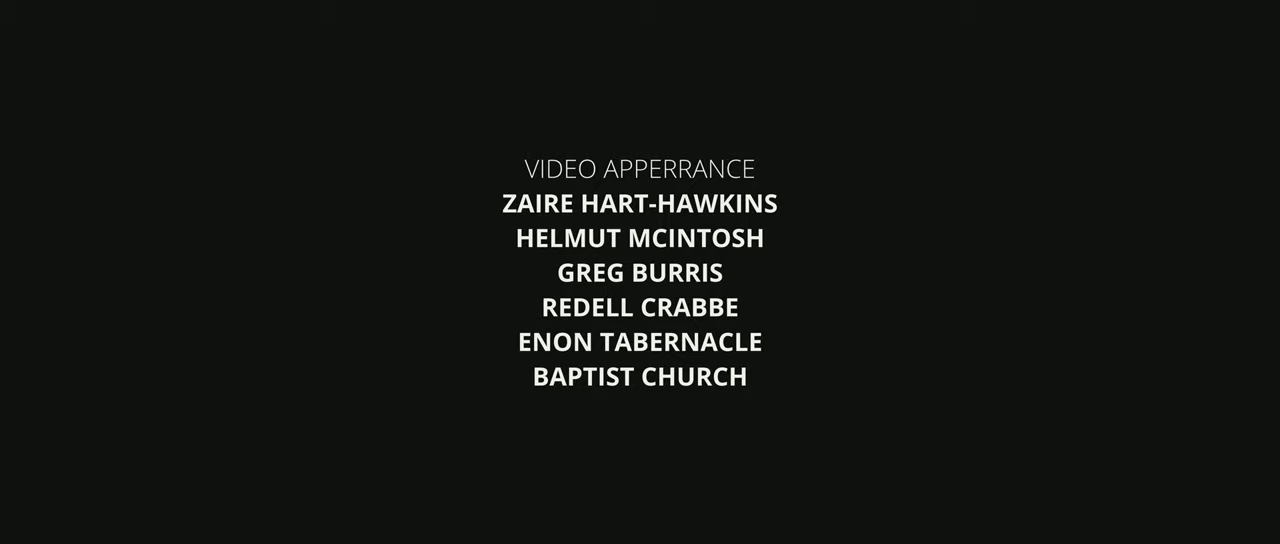 VIDEO APPERRANCE
ZAIRE HART-HAWKINS
HELMUT MCINTOSH
GREG BURRIS
REDELL CRABBE
ENON TABERNACLE
BAPTIST CHURCH